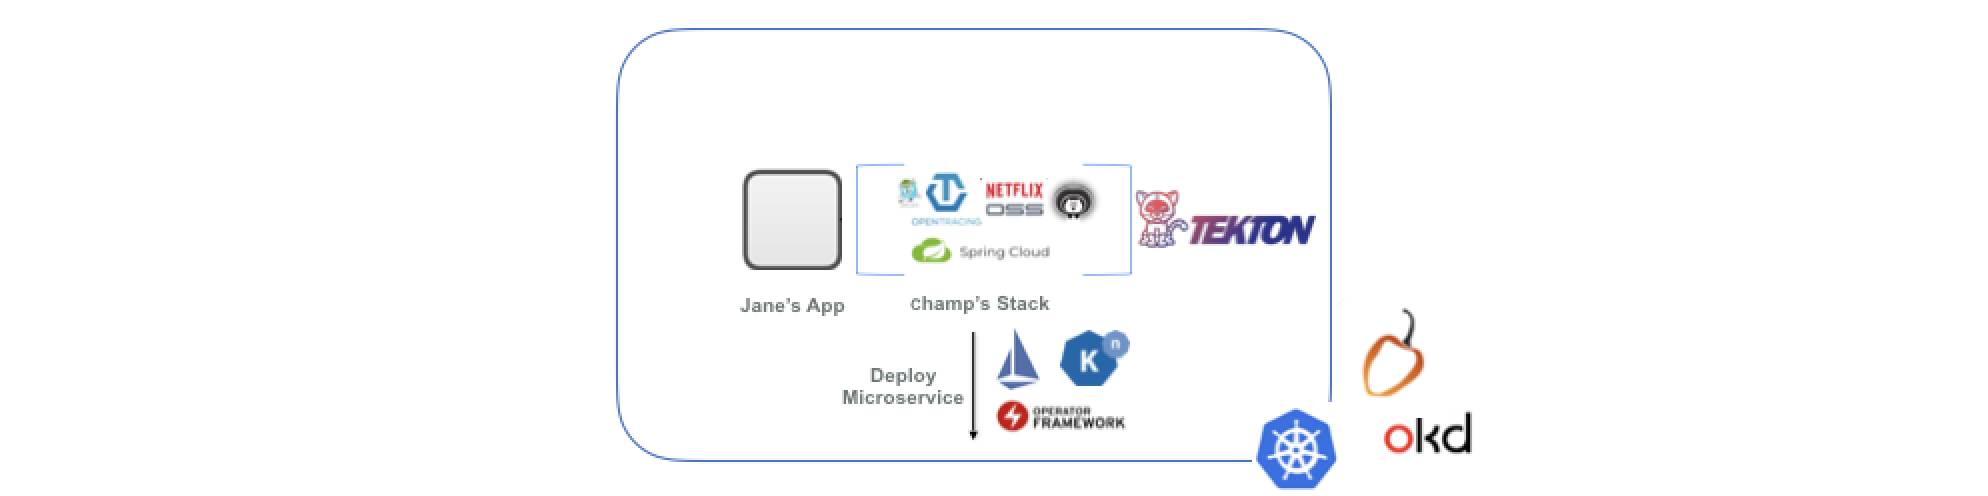 NETFLIX
OSS
OPENTRACING
Spring Cloud
TEKTON
Jane's App
Champ's Stack
Deploy
Microservice
K
n
OPERATOR
FRAMEWORK
okd